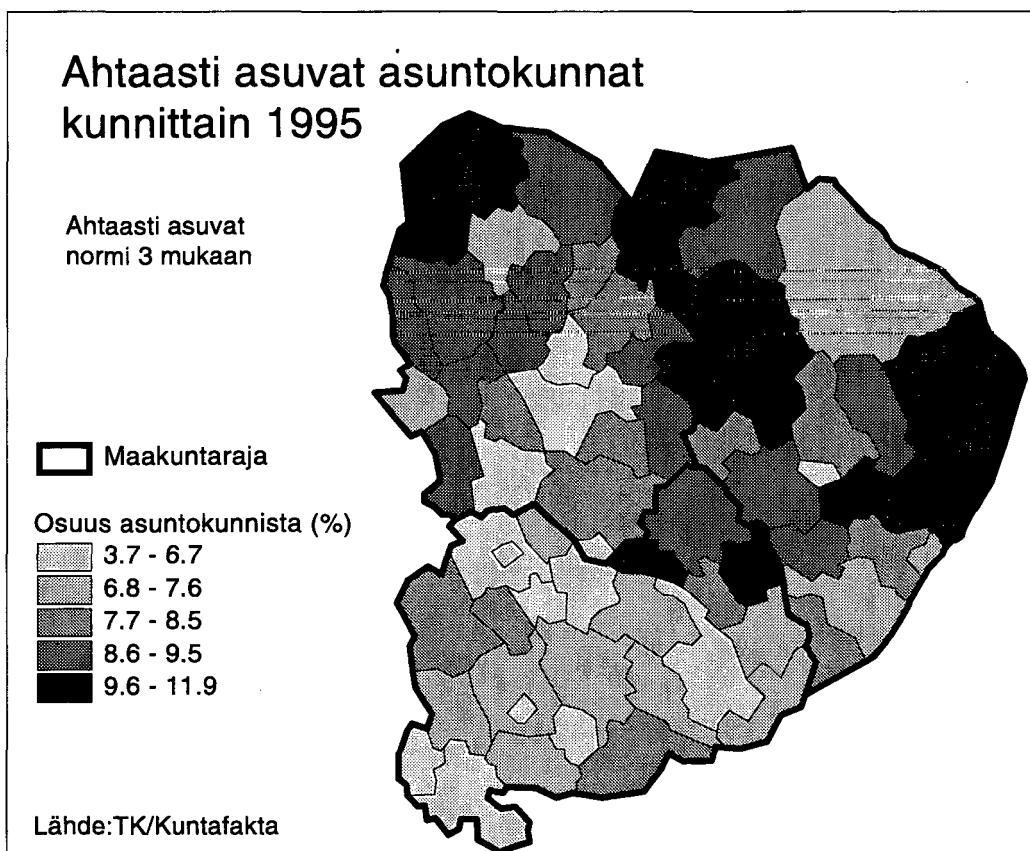 Ahtaasti asuvat asuntokunnat
kunnittain 1995
Ahtaasti asuvat
normi 3 mukaan
Maakuntaraja
Osuus asuntokunnista (%)
3.7 - 6.7
6.8 - 7.6
7.7 - 8.5
8.6 - 9.5
9.6 - 11.9
Lähde:TK/Kuntafakta